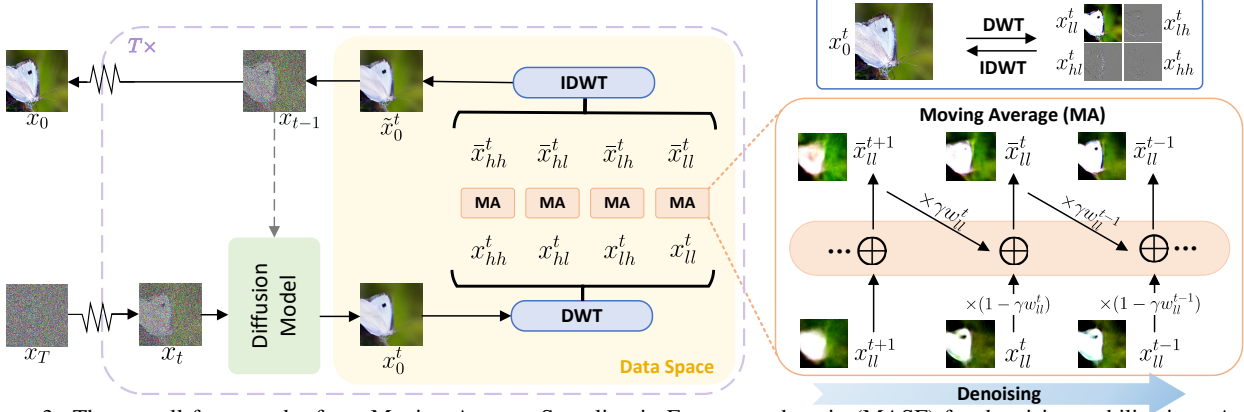 T×
x_0
x_{t−1}
x̃_0^t
IDWT
x̄_{hh}^t x̄_{hl}^t x̄_{lh}^t x̄_{ll}^t
MA MA MA MA
x_{hh}^t x_{hl}^t x_{lh}^t x_{ll}^t
DWT
x_T
x_t
Diffusion
Model
x_0^t
Data Space
x_0^t
DWT
IDWT
x_{ll}^t x_{lh}^t
x_{hl}^t x_{hh}^t
Moving Average (MA)
x̄_{ll}^{t+1} x̄_{ll}^t x̄_{ll}^{t−1}
×γw_{ll}^t ×γw_{ll}^{t−1}
••• •••
×(1 − γw_{ll}^t) ×(1 − γw_{ll}^{t−1})
x_{ll}^{t+1} x_{ll}^t x_{ll}^{t−1}
Denoising